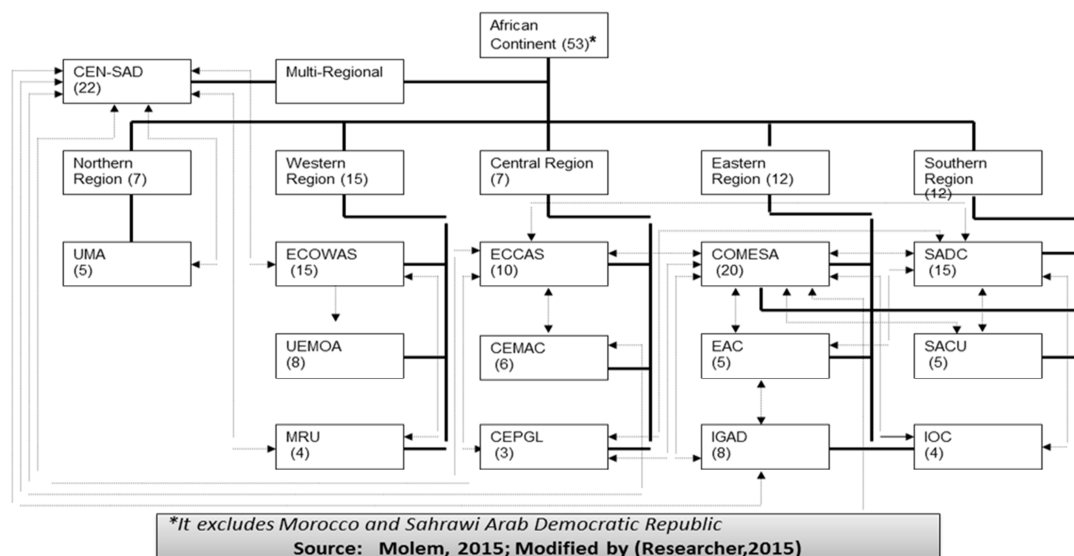 African
Continent (53)*
CEN-SAD
(22)
Multi-Regional
Northern
Region (7)
Western
Region (15)
Central Region
(7)
Eastern
Region (12)
Southern
Region
(12)
UMA
(5)
ECOWAS
(15)
ECCAS
(10)
COMESA
(20)
SADC
(15)
UEMOA
(8)
CEMAC
(6)
EAC
(5)
SACU
(5)
MRU
(4)
CEPGL
(3)
IGAD
(8)
IOC
(4)
*It excludes Morocco and Sahrawi Arab Democratic Republic
Source: Molem, 2015; Modified by (Researcher,2015)